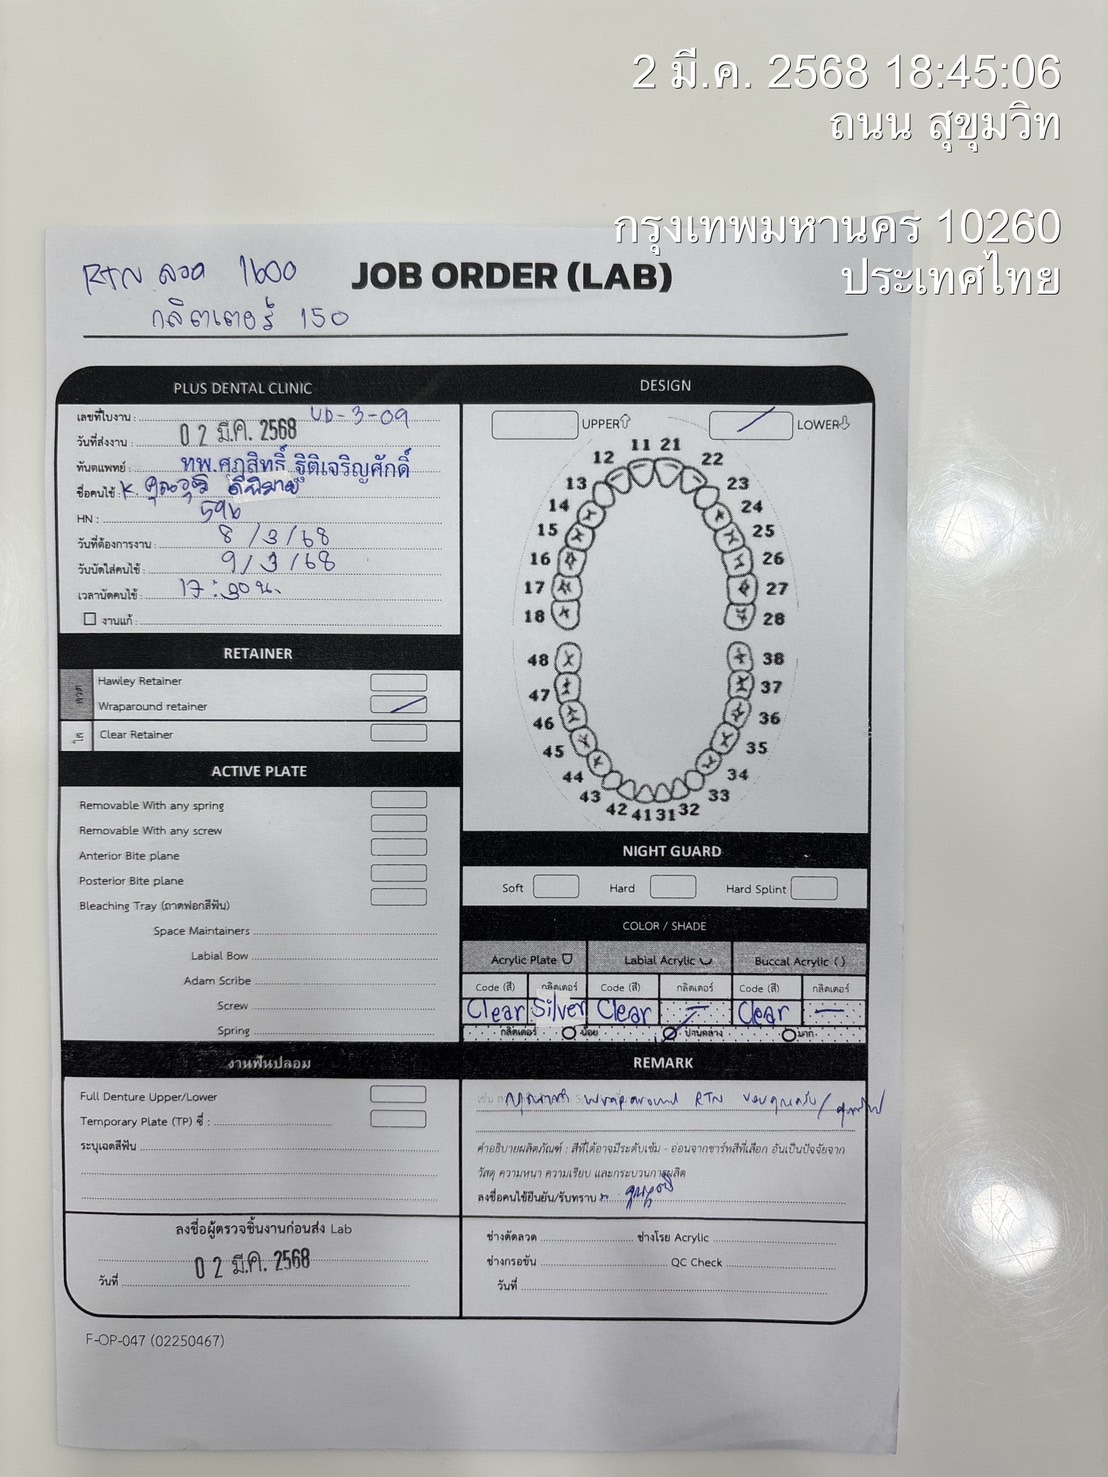 2 มี.ค. 2568 18:45:06
ถนน สุขุมวิท
กรุงเทพมหานคร 10260
ประเทศไทย
RTN ลวด 1600
กลิตเตอร์ 150
JOB ORDER (LAB)
PLUS DENTAL CLINIC
เลขที่ใบงาน : UD-3-09
วันที่ส่งงาน : 02 มี.ค. 2568
ทันตแพทย์ : ทพ.ศุภสิทธิ์ ฐิติเจริญศักดิ์
ชื่อคนไข้ : K. คุณวุฒิ
HN : 596
วันที่ต้องการงาน : 8/3/68
วันนัดใส่คนไข้ : 9/3/68
เวลานัดคนไข้ : 17:30 น.
งานแก้ :
RETAINER
ลวด
Hawley Retainer
Wraparound retainer
ใส
Clear Retainer
ACTIVE PLATE
Removable With any spring
Removable With any screw
Anterior Bite plane
Posterior Bite plane
Bleaching Tray (ถาดฟอกสีฟัน)
Space Maintainers
Labial Bow
Adam Scribe
Screw
Spring
งานฟันปลอม
Full Denture Upper/Lower
Temporary Plate (TP) ซี่ :
ระบุเฉดสีฟัน
ลงชื่อผู้ตรวจชิ้นงานก่อนส่ง Lab
วันที่ 02 มี.ค. 2568
F-OP-047 (02250467)
DESIGN
UPPER LOWER
11 21
12 22
13 23
14 24
15 25
16 26
17 27
18 28
48 38
47 37
46 36
45 35
44 34
43 33
42 41 31 32
NIGHT GUARD
Soft Hard Hard Splint
COLOR / SHADE
Acrylic Plate Labial Acrylic Buccal Acrylic ( )
Code (สี) กลิตเตอร์ Code (สี) กลิตเตอร์ Code (สี) กลิตเตอร์
Clear Silver Clear - Clear -
กลิตเตอร์ น้อย ปานกลาง มาก
REMARK
wraparound RTN ขอบคุณครับ/
คำอธิบายผลิตภัณฑ์ : สีที่ได้อาจมีระดับเข้ม - อ่อนจากชาร์ทสีที่เลือก อันเป็นปัจจัยจาก
วัสดุ ความหนา ความเรียบ และกระบวนการผลิต
ลงชื่อคนไข้ยืนยัน/รับทราบ
ช่างดัดลวด ช่างโรย Acrylic
ช่างกรอขัน QC Check
วันที่